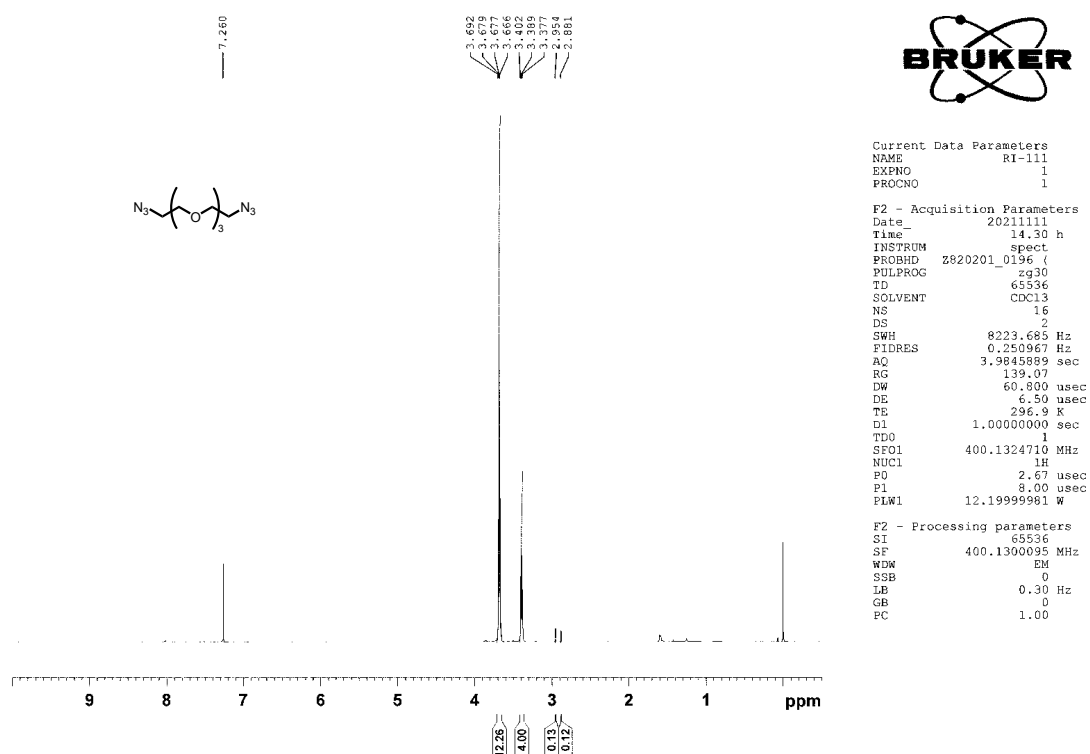 7.260
3.692
3.679
3.677
3.666
3.402
3.389
3.377
2.954
2.881
BRUKER
N3 ( O )3 N3
Current Data Parameters
NAME RI-111
EXPNO 1
PROCNO 1
F2 - Acquisition Parameters
Date_ 20211111
Time 14.30 h
INSTRUM spect
PROBHD Z820201_0196 (
PULPROG zg30
TD 65536
SOLVENT CDCl3
NS 16
DS 2
SWH 8223.685 Hz
FIDRES 0.250967 Hz
AQ 3.9845889 sec
RG 139.07
DW 60.800 usec
DE 6.50 usec
TE 296.9 K
D1 1.00000000 sec
TD0 1
SFO1 400.1324710 MHz
NUC1 1H
P0 2.67 usec
P1 8.00 usec
PLW1 12.19999981 W
F2 - Processing parameters
SI 65536
SF 400.1300095 MHz
WDW EM
SSB 0
LB 0.30 Hz
GB 0
PC 1.00
9 8 7 6 5 4 3 2 1 ppm
12.26
4.00
0.13
0.12